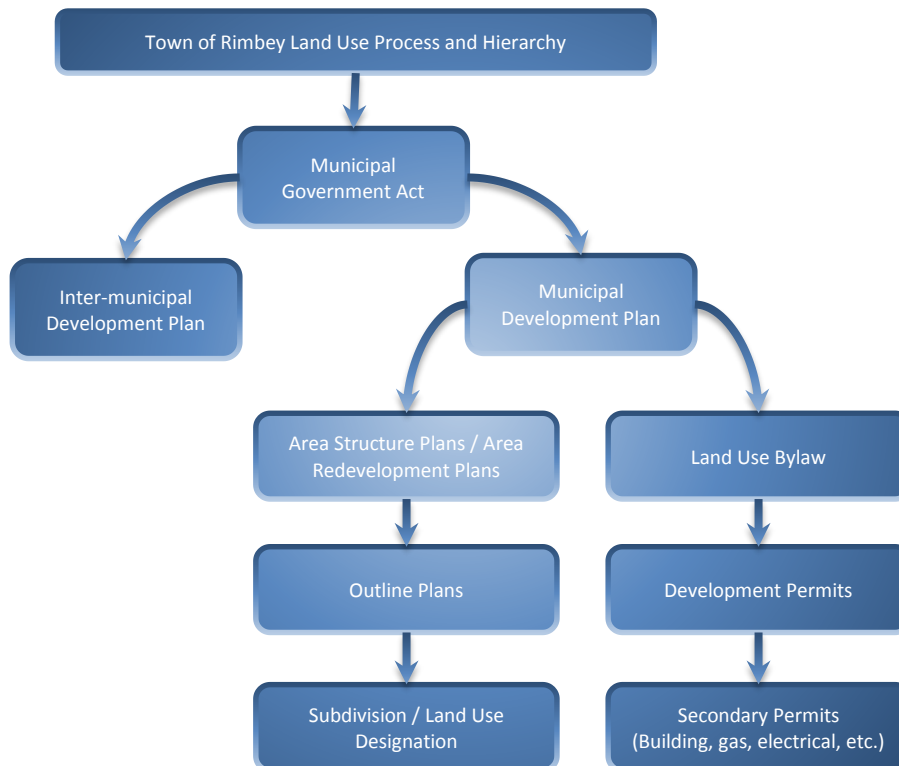 Town of Rimbey Land Use Process and Hierarchy
Municipal
Government Act
Inter-municipal
Development Plan
Municipal
Development Plan
Area Structure Plans / Area
Redevelopment Plans
Land Use Bylaw
Outline Plans
Development Permits
Subdivision / Land Use
Designation
Secondary Permits
(Building, gas, electrical, etc.)